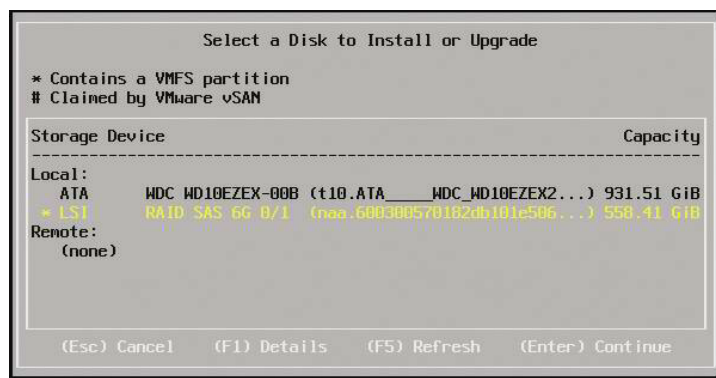 Select a Disk to Install or Upgrade
* Contains a VMFS partition
# Claimed by VMware vSAN
Storage Device Capacity
Local:
ATA WDC WD10EZEX-00B (t10.ATA_____WDC_WD10EZEX2...) 931.51 GiB
* LSI RAID SAS 6G 0/1 (naa.600300570182db101e506...) 558.41 GiB
Remote:
(none)
(Esc) Cancel (F1) Details (F5) Refresh (Enter) Continue